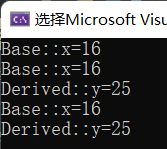 选择Microsoft Visu
Base::x=16
Base::x=16
Derived::y=25
Base::x=16
Derived::y=25